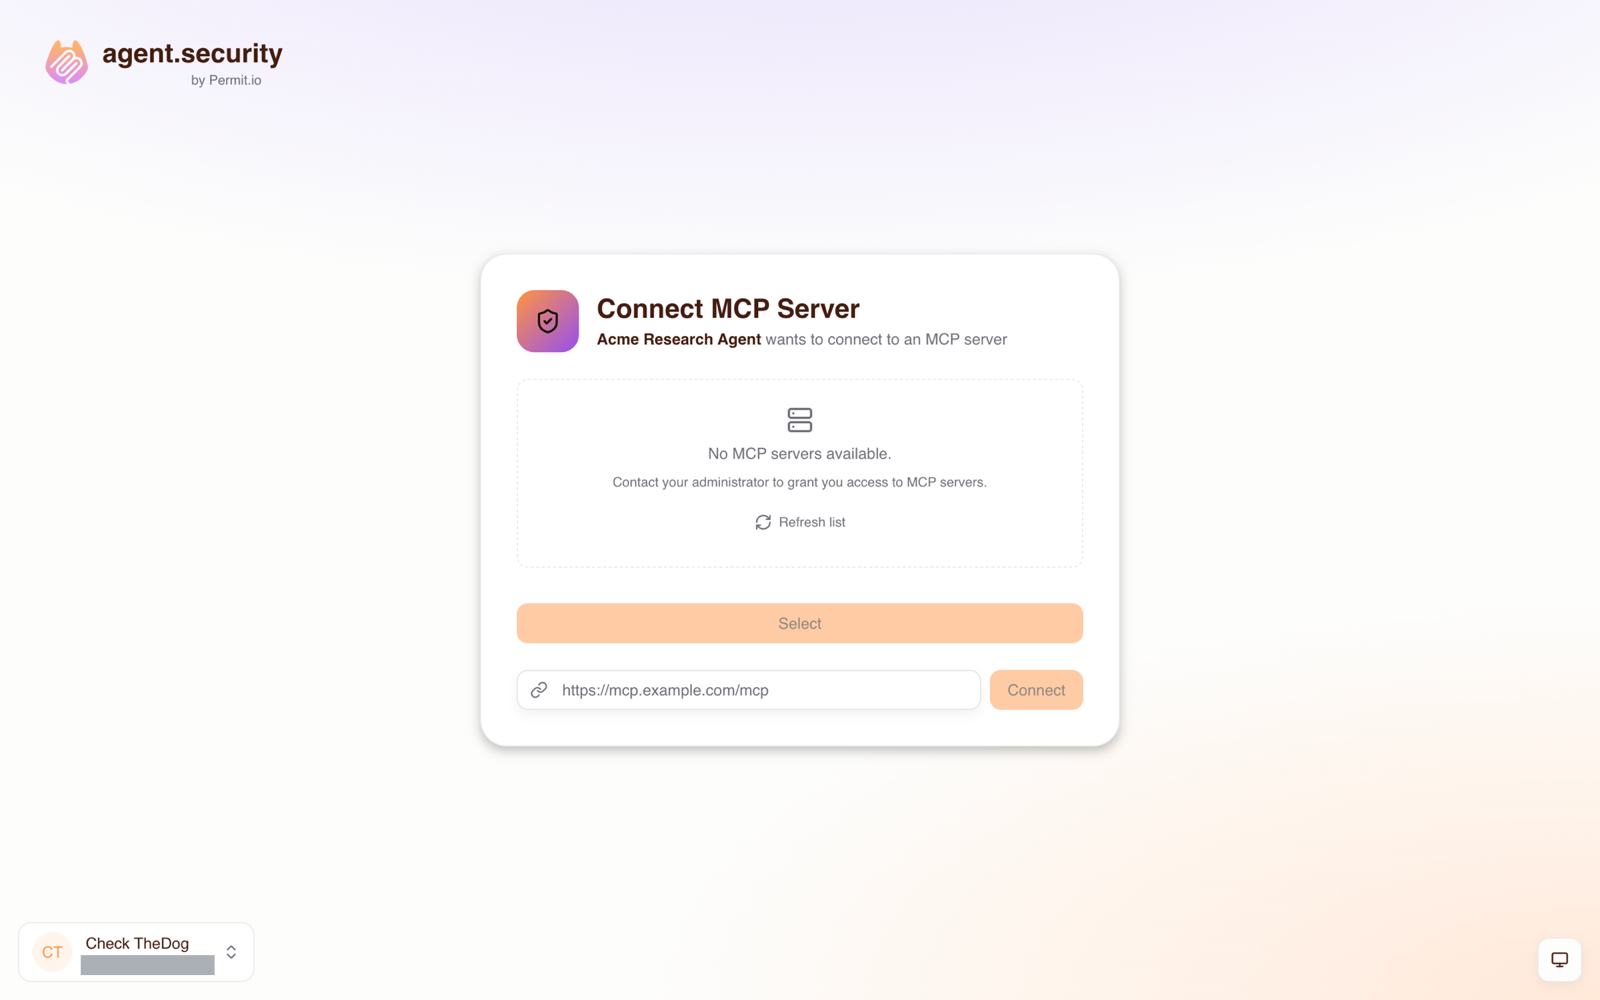 agent.security
by Permit.io
Connect MCP Server
Acme Research Agent wants to connect to an MCP server
No MCP servers available.
Contact your administrator to grant you access to MCP servers.
Refresh list
Select
https://mcp.example.com/mcp
Connect
CT
Check TheDog